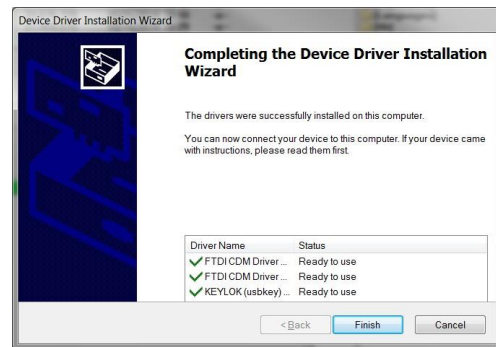 Device Driver Installation Wizard
Completing the Device Driver Installation
Wizard
The drivers were successfully installed on this computer.
You can now connect your device to this computer. If your device came
with instructions, please read them first.
Driver Name Status
FTDI CDM Driver ... Ready to use
FTDI CDM Driver ... Ready to use
KEYLOK (usbkey) ... Ready to use
< Back Finish Cancel